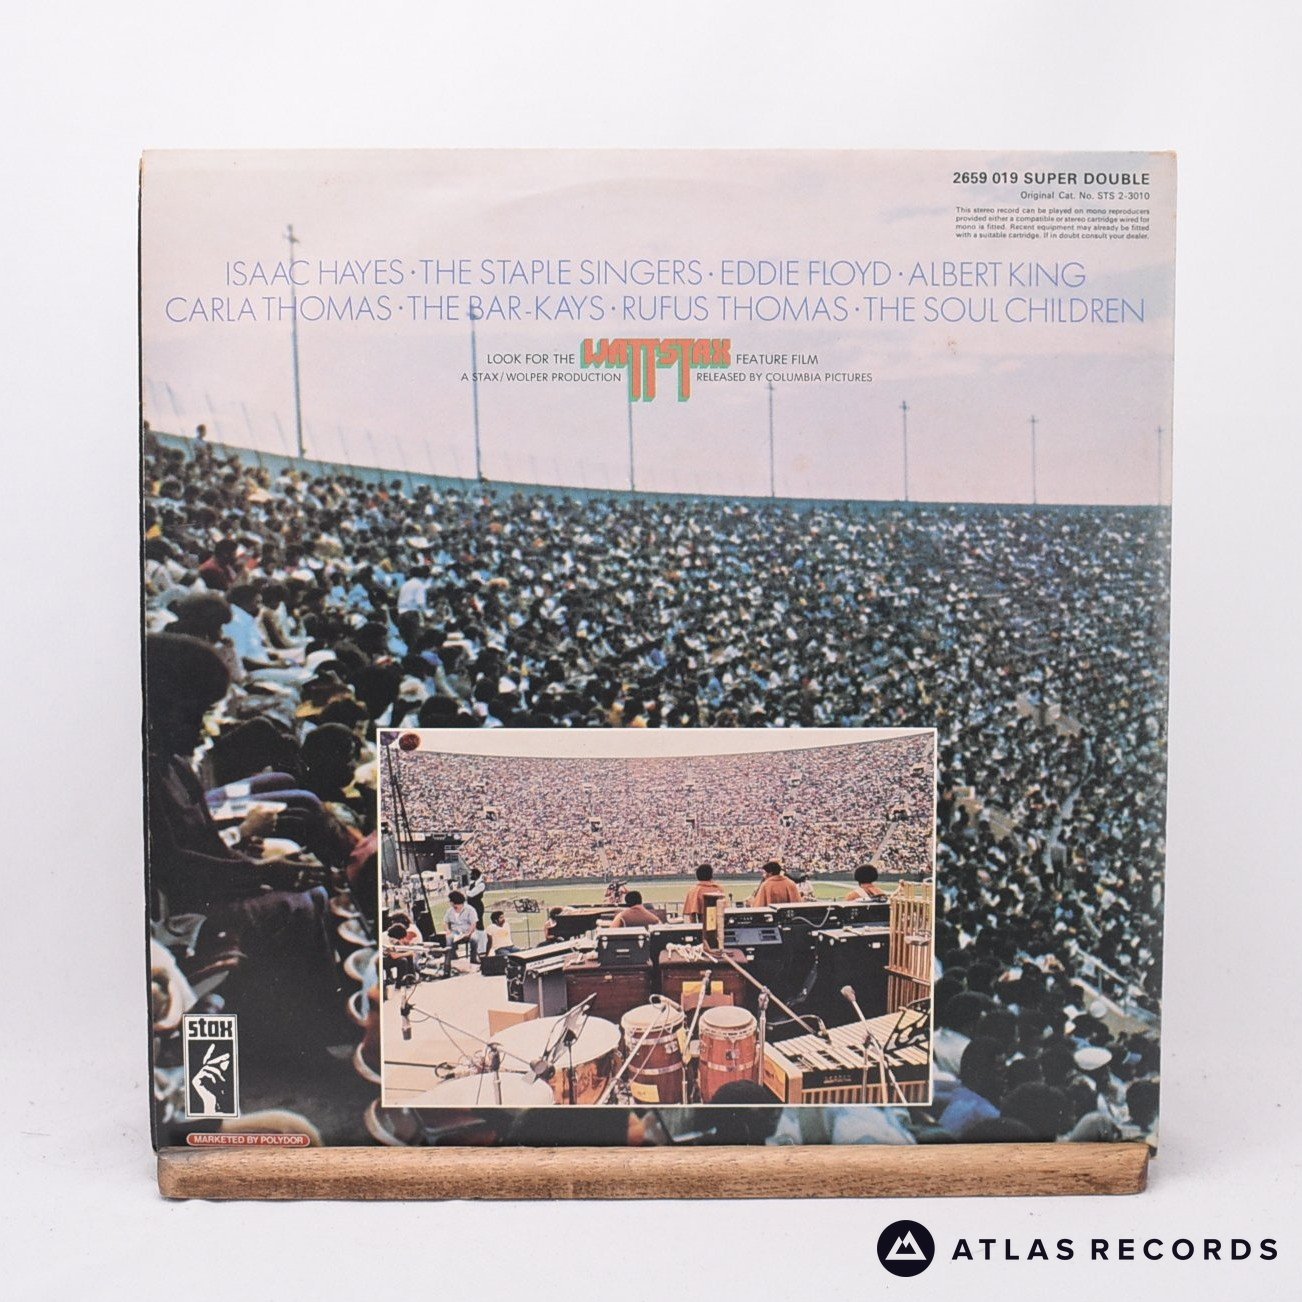 2659 019 SUPER DOUBLE
Original Cat. No. STS 2-3010
This stereo record can be played on mono reproducers
provided either a compatible or stereo cartridge wired for
mono is fitted. Recent equipment may already be fitted
with a suitable cartridge. If in doubt consult your dealer.
ISAAC HAYES · THE STAPLE SINGERS · EDDIE FLOYD · ALBERT KING
CARLA THOMAS · THE BAR-KAYS · RUFUS THOMAS · THE SOUL CHILDREN
LOOK FOR THE WATTSTAX FEATURE FILM
A STAX/WOLPER PRODUCTION RELEASED BY COLUMBIA PICTURES
stax
MARKETED BY POLYDOR
ATLAS RECORDS